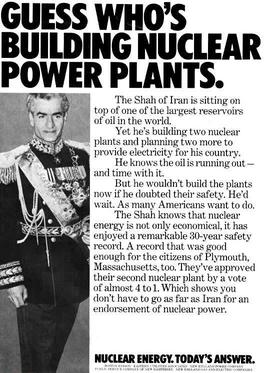 GUESS WHO'S
BUILDING NUCLEAR
POWER PLANTS.
The Shah of Iran is sitting on
top of one of the largest reservoirs
of oil in the world.
Yet he's building two nuclear
plants and planning two more to
provide electricity for his country.
He knows the oil is running out—
and time with it.
But he wouldn't build the plants
now if he doubted their safety. He'd
wait. As many Americans want to do.
The Shah knows that nuclear
energy is not only economical, it has
enjoyed a remarkable 30-year safety
record. A record that was good
enough for the citizens of Plymouth,
Massachusetts, too. They've approved
their second nuclear plant by a vote
of almost 4 to 1. Which shows you
don't have to go as far as Iran for an
endorsement of nuclear power.
NUCLEAR ENERGY. TODAY'S ANSWER.